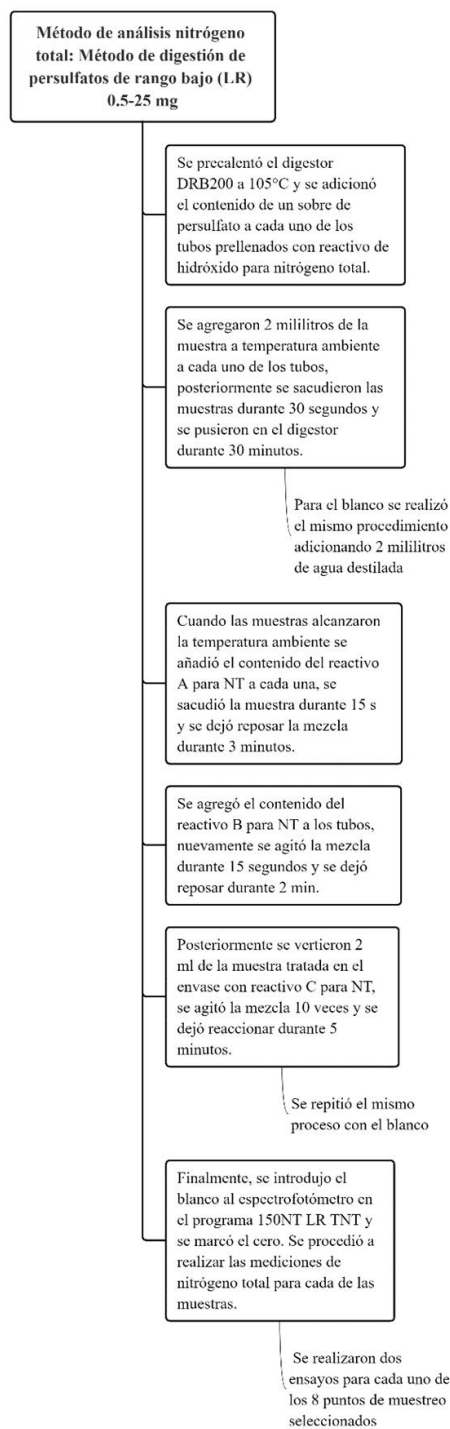 Método de análisis nitrógeno
total: Método de digestión de
persulfatos de rango bajo (LR)
0.5-25 mg
Se precalentó el digestor
DRB200 a 105°C y se adicionó
el contenido de un sobre de
persulfato a cada uno de los
tubos prellenados con reactivo de
hidróxido para nitrógeno total.
Se agregaron 2 mililitros de la
muestra a temperatura ambiente
a cada uno de los tubos,
posteriormente se sacudieron las
muestras durante 30 segundos y
se pusieron en el digestor
durante 30 minutos.
Para el blanco se realizó
el mismo procedimiento
adicionando 2 mililitros
de agua destilada
Cuando las muestras alcanzaron
la temperatura ambiente se
añadió el contenido del reactivo
A para NT a cada una, se
sacudió la muestra durante 15 s
y se dejó reposar la mezcla
durante 3 minutos.
Se agregó el contenido del
reactivo B para NT a los tubos,
nuevamente se agitó la mezcla
durante 15 segundos y se dejó
reposar durante 2 min.
Posteriormente se vertieron 2
ml de la muestra tratada en el
envase con reactivo C para NT,
se agitó la mezcla 10 veces y se
dejó reaccionar durante 5
minutos.
Se repitió el mismo
proceso con el blanco
Finalmente, se introdujo el
blanco al espectrofotómetro en
el programa 150NT LR TNT y
se marcó el cero. Se procedió a
realizar las mediciones de
nitrógeno total para cada de las
muestras.
Se realizaron dos
ensayos para cada uno de
los 8 puntos de muestreo
seleccionados